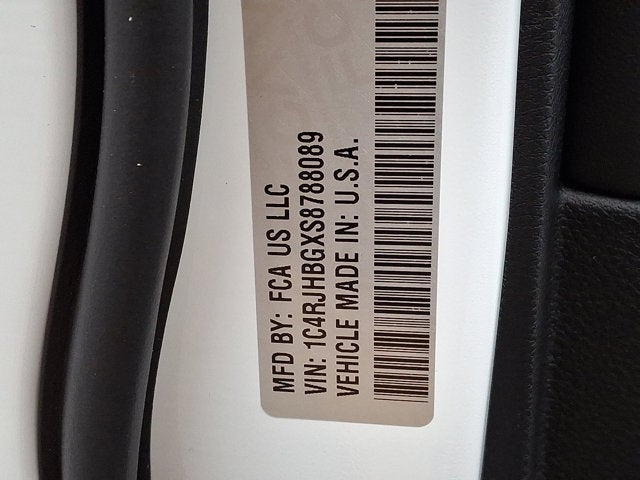 MFD BY: FCA US LLC
VIN: 1C4RJHBGXS8788089
VEHICLE MADE IN: U.S.A.